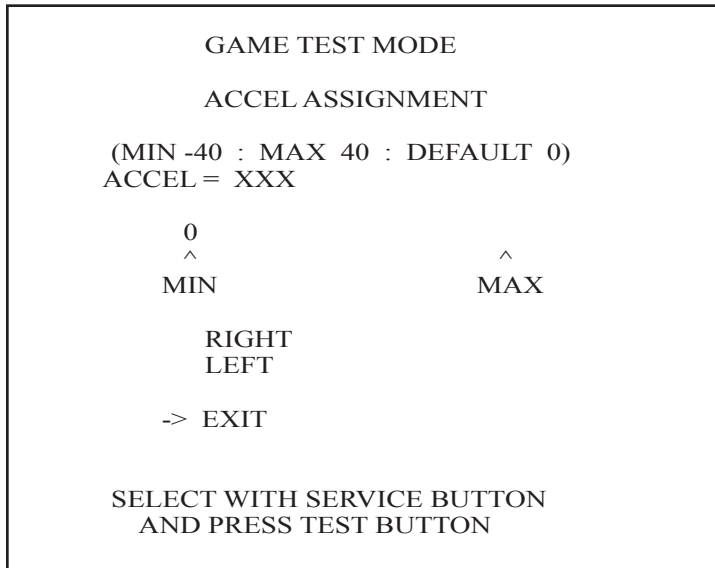 GAME TEST MODE
ACCEL ASSIGNMENT
(MIN -40 : MAX 40 : DEFAULT 0)
ACCEL = XXX
0
^ ^
MIN MAX
RIGHT
LEFT
-> EXIT
SELECT WITH SERVICE BUTTON
AND PRESS TEST BUTTON